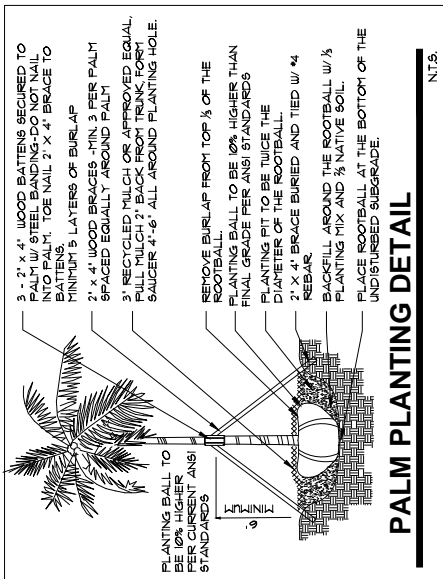 3 - 2" x 4" WOOD BATTENS SECURED TO
PALM W/ STEEL BANDING-DO NOT NAIL
INTO PALM. TOE NAIL 2' X 4' BRACE TO
BATTENS.
MINIMUM 5 LAYERS OF BURLAP
2" x 4" WOOD BRACES -MIN. 3 PER PALM
SPACED EQUALLY AROUND PALM
3" RECYCLED MULCH OR APPROVED EQUAL,
PULL MULCH 2" BACK FROM TRUNK. FORM
SAUCER 4"-6" ALL AROUND PLANTING HOLE.
REMOVE BURLAP FROM TOP ⅓ OF THE
ROOTBALL.
PLANTING BALL TO BE 10% HIGHER THAN
FINAL GRADE PER ANSI STANDARDS
PLANTING PIT TO BE TWICE THE
DIAMETER OF THE ROOTBALL.
2" X 4" BRACE BURIED AND TIED W/ #4
REBAR.
BACKFILL AROUND THE ROOTBALL W/ ⅓
PLANTING MIX AND ⅔ NATIVE SOIL.
PLACE ROOTBALL AT THE BOTTOM OF THE
UNDISTURBED SUBGRADE.
PLANTING BALL TO
BE 10% HIGHER
PER CURRENT ANSI
STANDARDS
6'
MINIMUM
PALM PLANTING DETAIL
N.T.S.